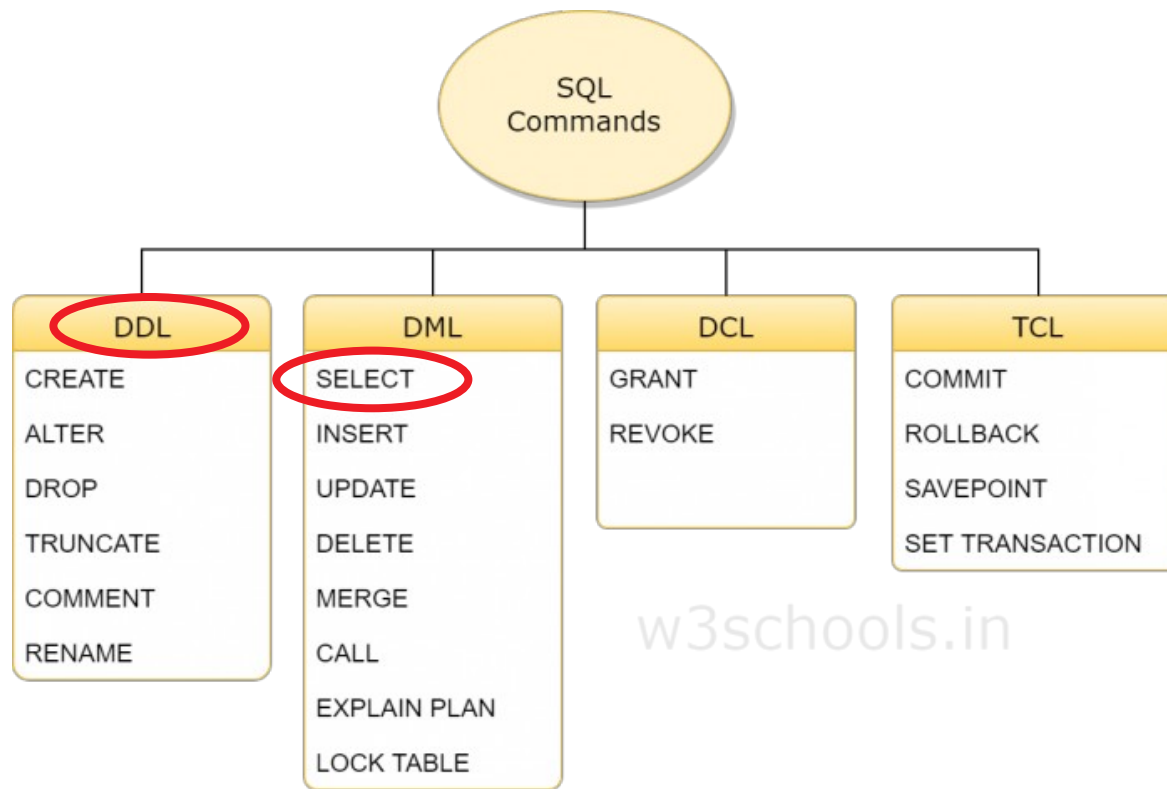 SQL
Commands
DDL
CREATE
ALTER
DROP
TRUNCATE
COMMENT
RENAME
DML
SELECT
INSERT
UPDATE
DELETE
MERGE
CALL
EXPLAIN PLAN
LOCK TABLE
DCL
GRANT
REVOKE
TCL
COMMIT
ROLLBACK
SAVEPOINT
SET TRANSACTION
w3schools.in